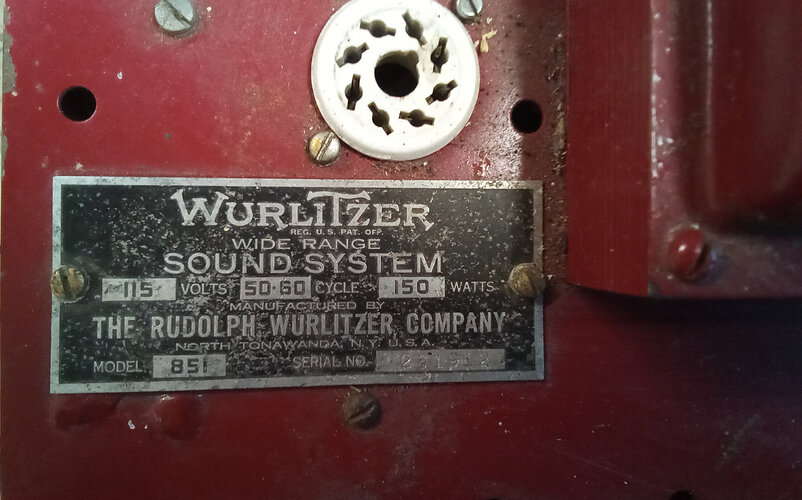 WURLITZER
REG. U. S. PAT. OFF.
WIDE RANGE
SOUND SYSTEM
115 VOLTS 50-60 CYCLE 150 WATTS
MANUFACTURED BY
THE RUDOLPH WURLITZER COMPANY
NORTH TONAWANDA, N.Y. U.S.A.
MODEL 851 SERIAL NO.